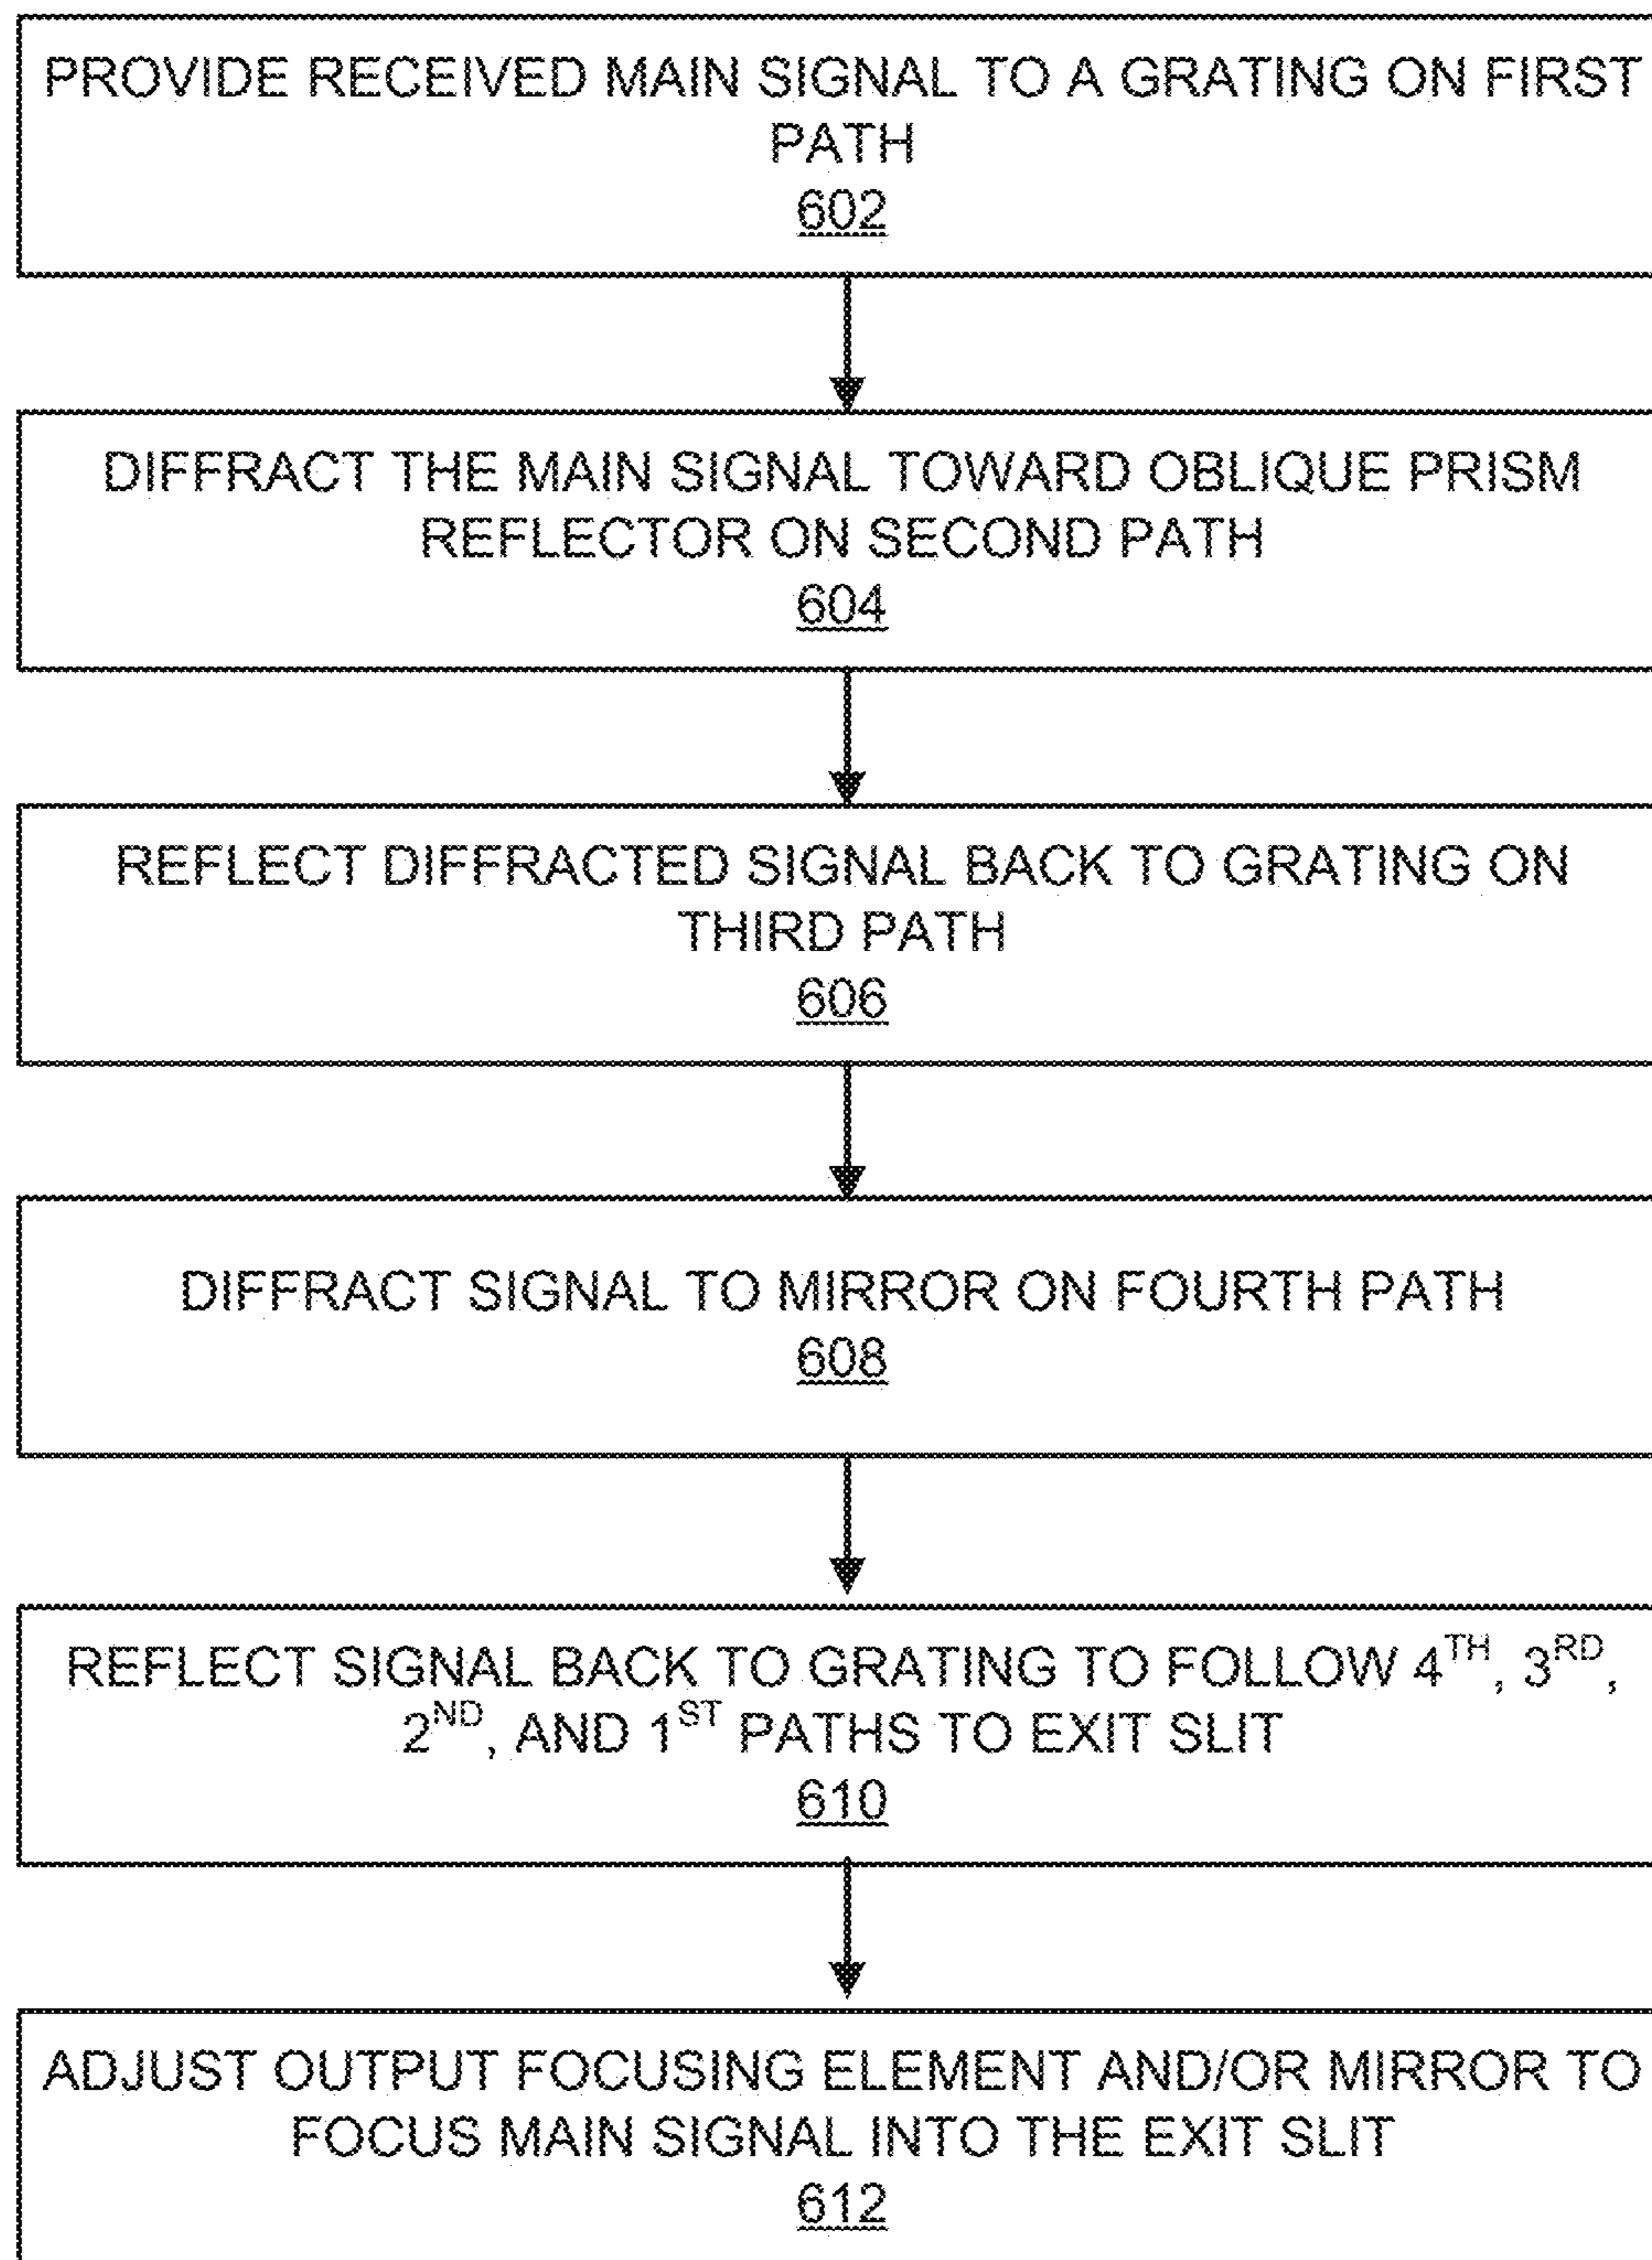 PROVIDE RECEIVED MAIN SIGNAL TO A GRATING ON FIRST
PATH
602
DIFFRACT THE MAIN SIGNAL TOWARD OBLIQUE PRISM
REFLECTOR ON SECOND PATH
604
REFLECT DIFFRACTED SIGNAL BACK TO GRATING ON
THIRD PATH
606
DIFFRACT SIGNAL TO MIRROR ON FOURTH PATH
608
REFLECT SIGNAL BACK TO GRATING TO FOLLOW 4TH, 3RD,
2ND, AND 1ST PATHS TO EXIT SLIT
610
ADJUST OUTPUT FOCUSING ELEMENT AND/OR MIRROR TO
FOCUS MAIN SIGNAL INTO THE EXIT SLIT
612